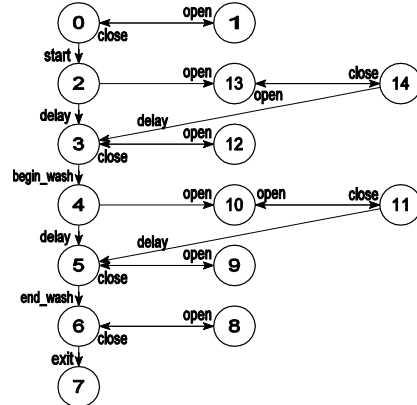 0 open 1
close
start
2 open 13 close 14
open
delay delay
3 open 12
close
begin_wash
4 open 10 open close 11
delay delay
5 open 9
close
end_wash
6 open 8
close
exit
7